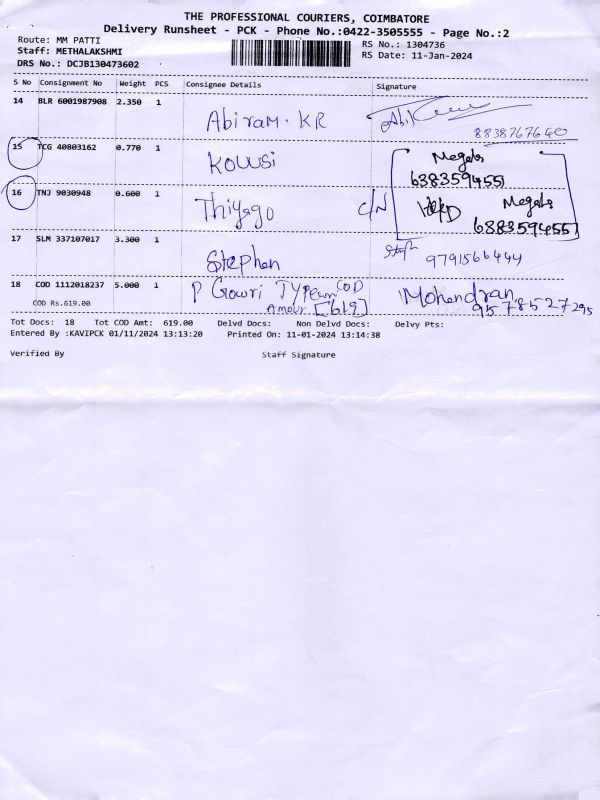 THE PROFESSIONAL COURIERS, COIMBATORE
Delivery Runsheet - PCK - Phone No.:0422-3505555 - Page No.:2
Route: MM PATTI
Staff: METHALAKSHMI
DRS No.: DCJB130473602
RS No.: 1304736
RS Date: 11-Jan-2024
S No Consignment No Weight PCS Consignee Details Signature
14 BLR 6001987908 2.350 1 Abiram. KR
8838767640
15 TCG 40803162 0.770 1 Kowsi Megala
6383594551
16 TNJ 9030948 0.600 1 Thiyago C/N Megala
6883594557
17 SLM 337107017 3.300 1 Stephen
9791566444
18 COD 1112018237 5.000 1 P Gowri COD Mohendran
COD Rs.619.00 Amour [619] 9578527295
Tot Docs: 18 Tot COD Amt: 619.00 Delvd Docs: Non Delvd Docs: Delvy Pts:
Entered By :KAVIPCK 01/11/2024 13:13:20 Printed On: 11-01-2024 13:14:38
Verified By Staff Signature